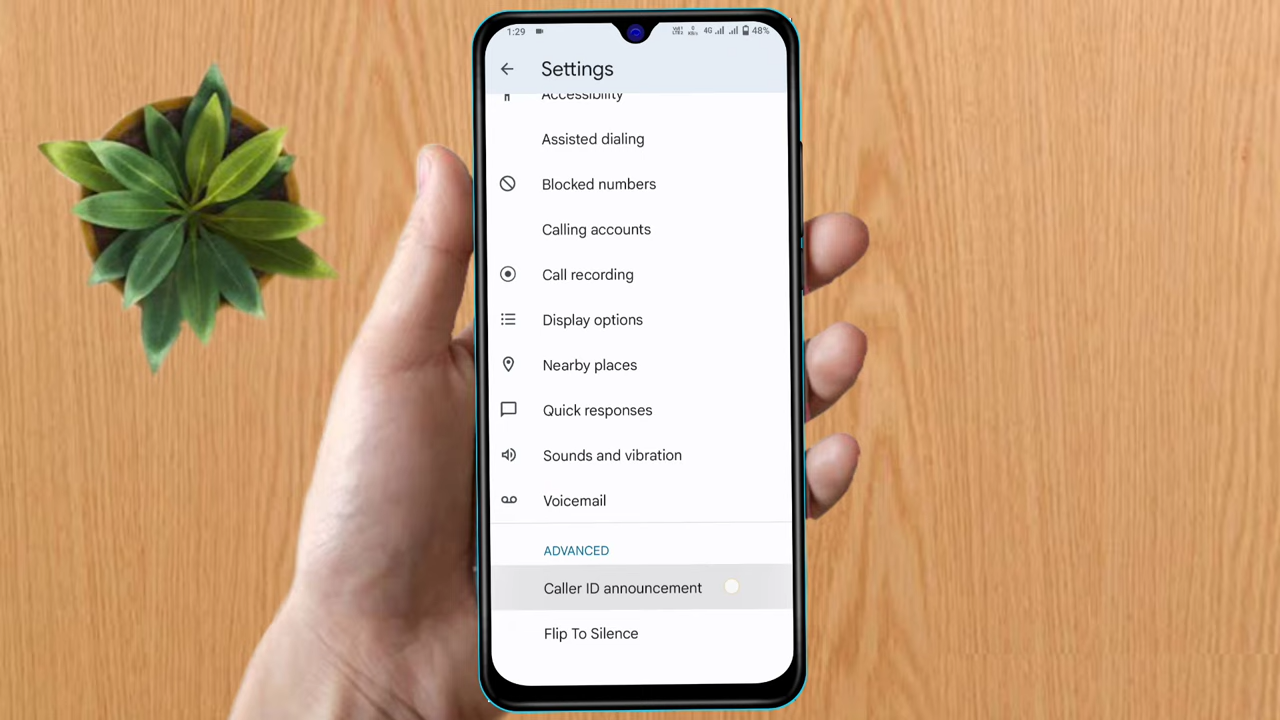 1:29 4G 48%
Settings
Accessibility
Assisted dialing
Blocked numbers
Calling accounts
Call recording
Display options
Nearby places
Quick responses
Sounds and vibration
Voicemail
ADVANCED
Caller ID announcement
Flip To Silence